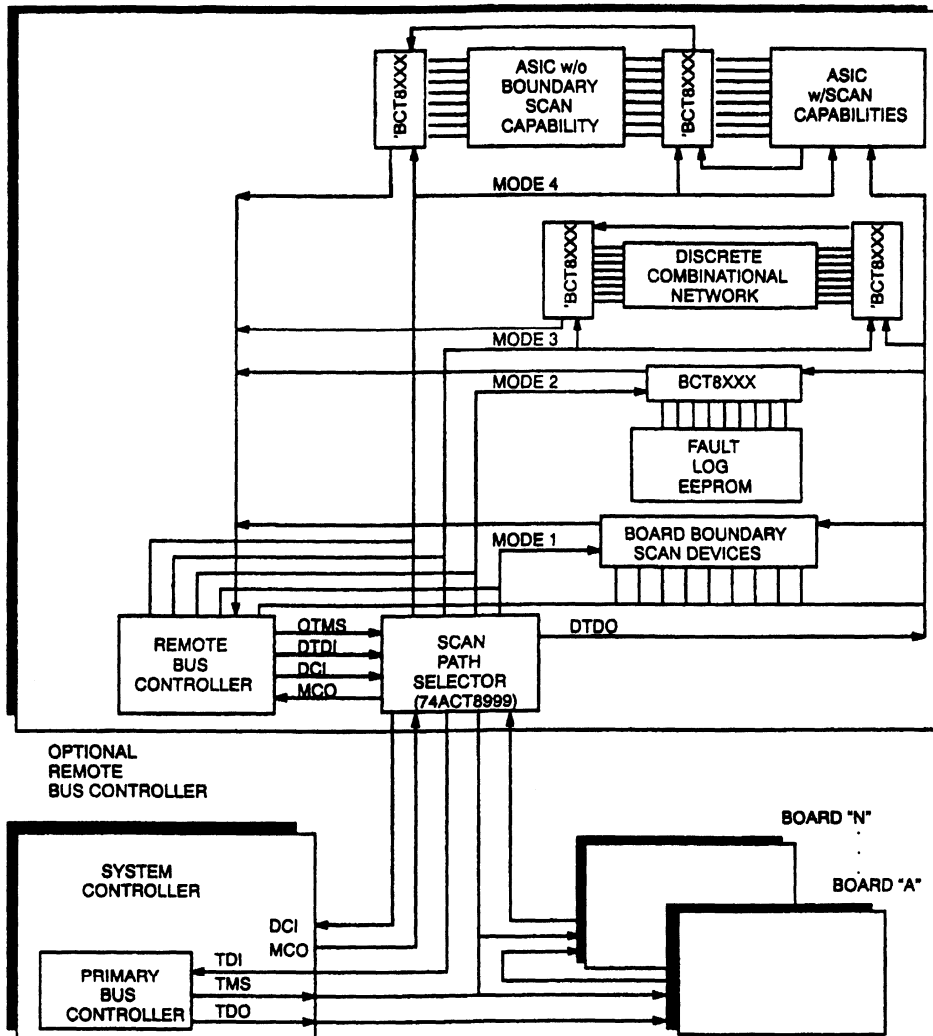 'BCT8XXX
ASIC w/o
BOUNDARY
SCAN
CAPABILITY
'BCT8XXX
ASIC
w/SCAN
CAPABILITIES
MODE 4
'BCT8XXX
DISCRETE
COMBINATIONAL
NETWORK
'BCT8XXX
MODE 3
MODE 2
BCT8XXX
FAULT
LOG
EEPROM
MODE 1
BOARD BOUNDARY
SCAN DEVICES
REMOTE
BUS
CONTROLLER
OTMS
DTDI
DCI
MCO
SCAN
PATH
SELECTOR
(74ACT8999)
DTDO
OPTIONAL
REMOTE
BUS CONTROLLER
SYSTEM
CONTROLLER
DCI
MCO
PRIMARY
BUS
CONTROLLER
TDI
TMS
TDO
BOARD "N"
BOARD "A"